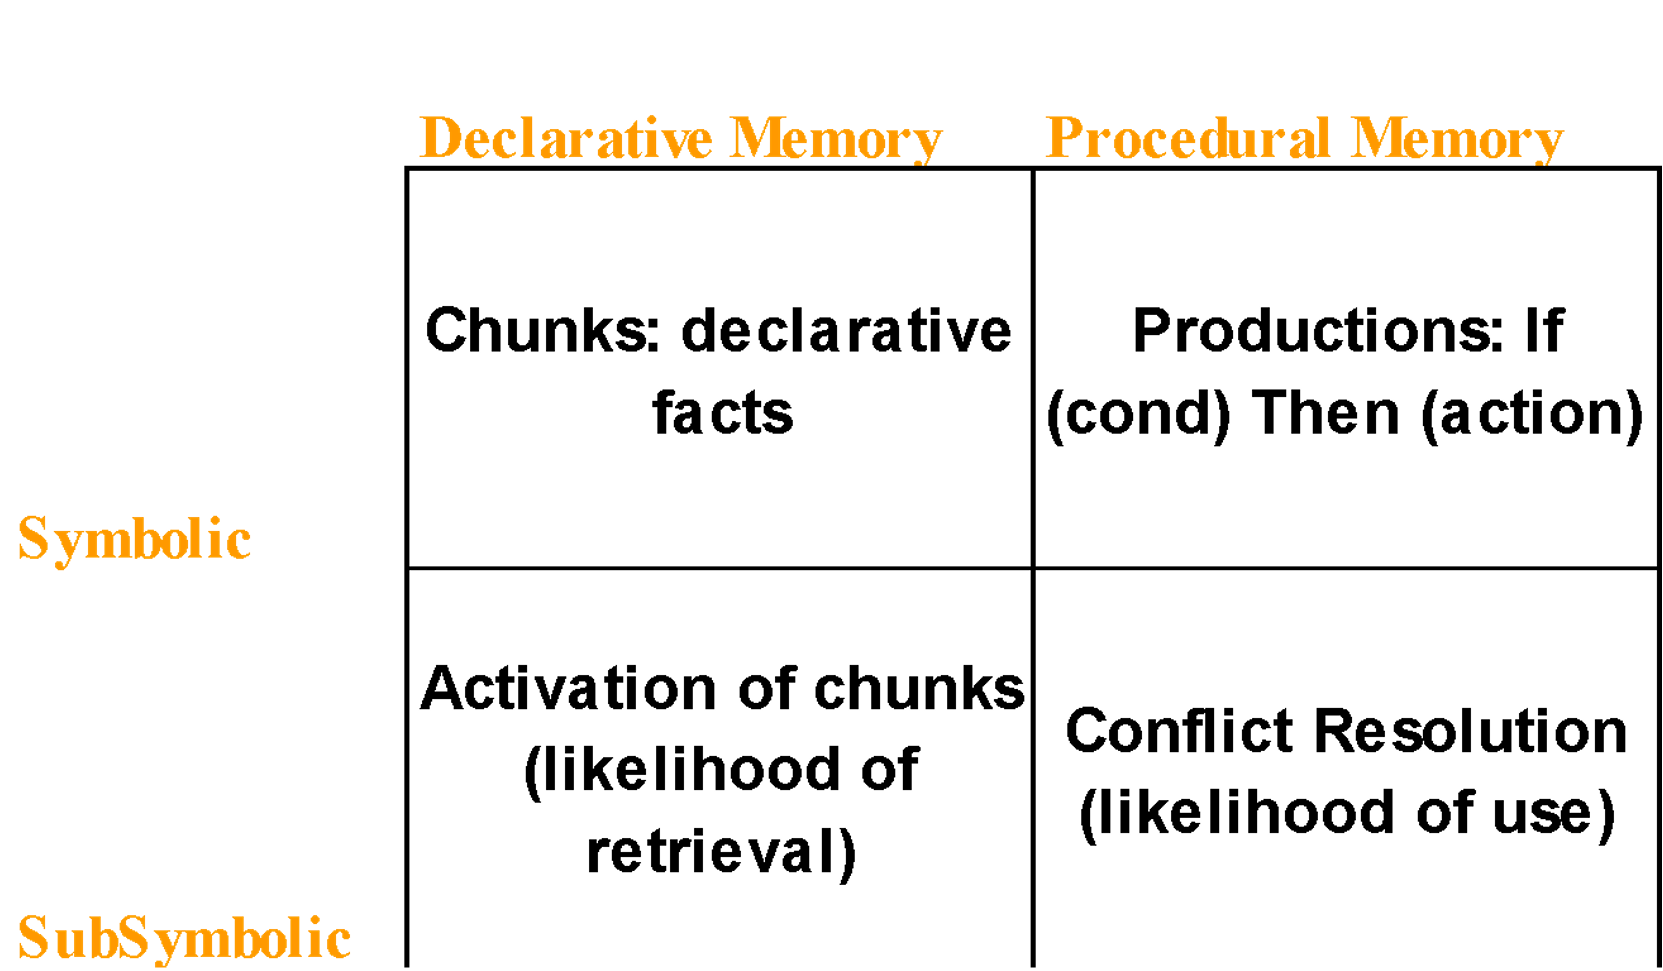 Declarative Memory Procedural Memory
Chunks: declarative
facts
Productions: If
(cond) Then (action)
Symbolic
Activation of chunks
(likelihood of
retrieval)
Conflict Resolution
(likelihood of use)
SubSymbolic